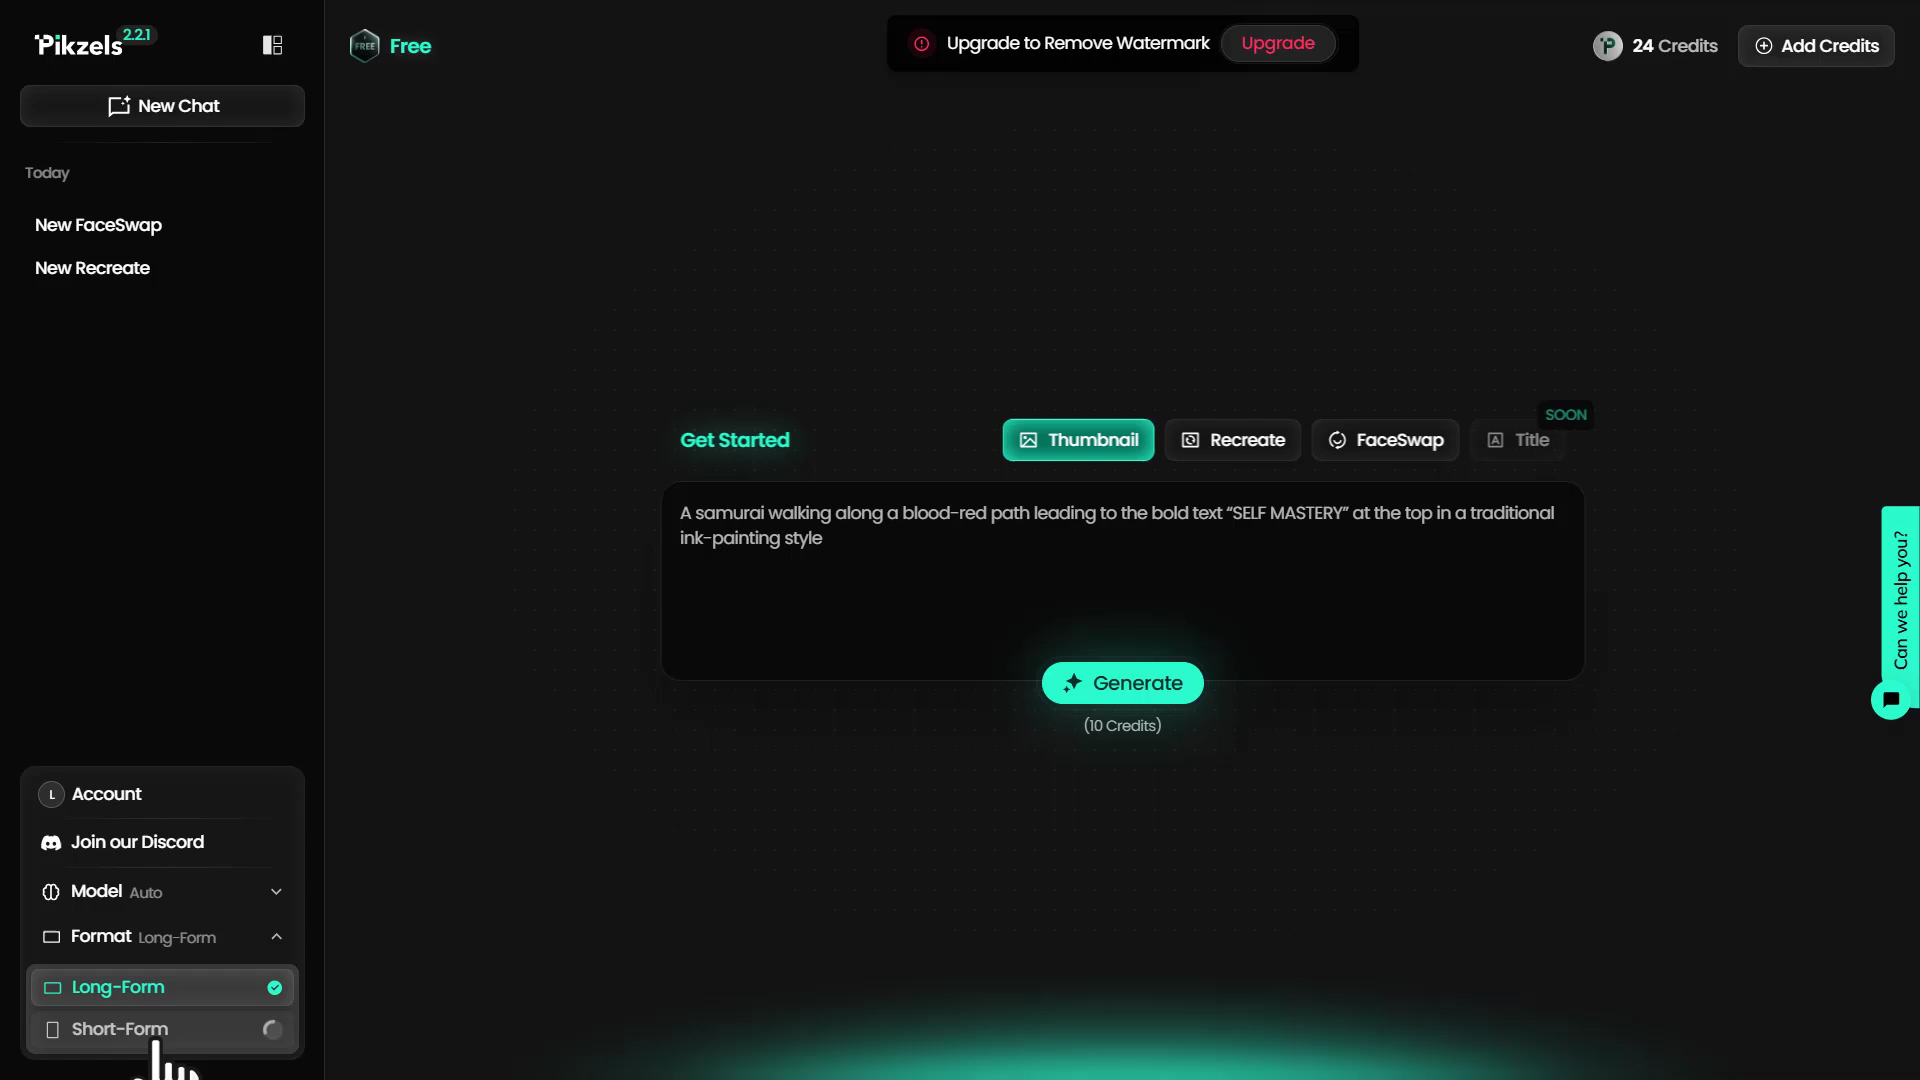 Pikzels 2.2.1
New Chat
Today
New FaceSwap
New Recreate
Account
L
Join our Discord
Model Auto
Format Long-Form
Long-Form
Short-Form
FREE Free
Upgrade to Remove Watermark Upgrade
24 Credits
Add Credits
Get Started
Thumbnail
Recreate
FaceSwap
Title
SOON
A samurai walking along a blood-red path leading to the bold text “SELF MASTERY” at the top in a traditional
ink-painting style
Generate
(10 Credits)
Can we help you?